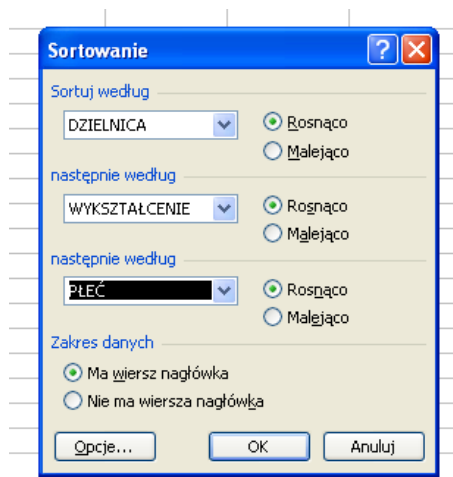 Sortowanie
Sortuj według
DZIELNICA
Rosnąco
Malejąco
następnie według
WYKSZTAŁCENIE
Rosnąco
Malejąco
następnie według
PŁEĆ
Rosnąco
Malejąco
Zakres danych
Ma wiersz nagłówka
Nie ma wiersza nagłówka
Opcje... OK Anuluj